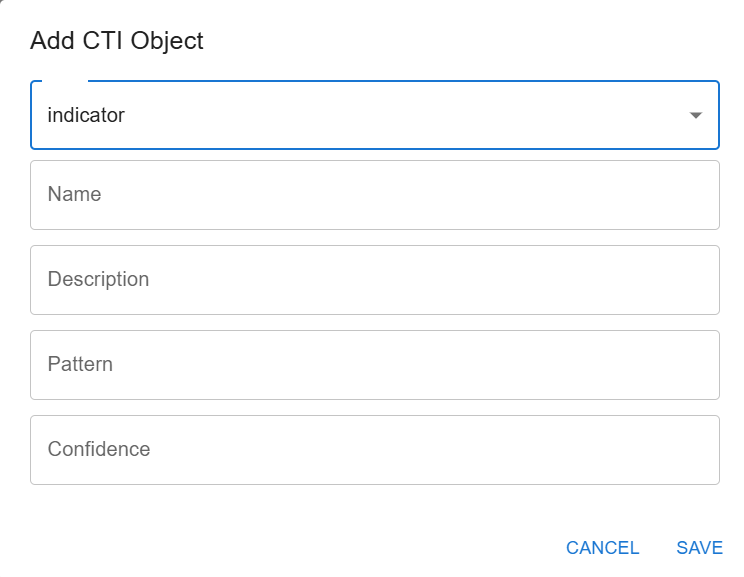 Add CTI Object
indicator
Name
Description
Pattern
Confidence
CANCEL SAVE